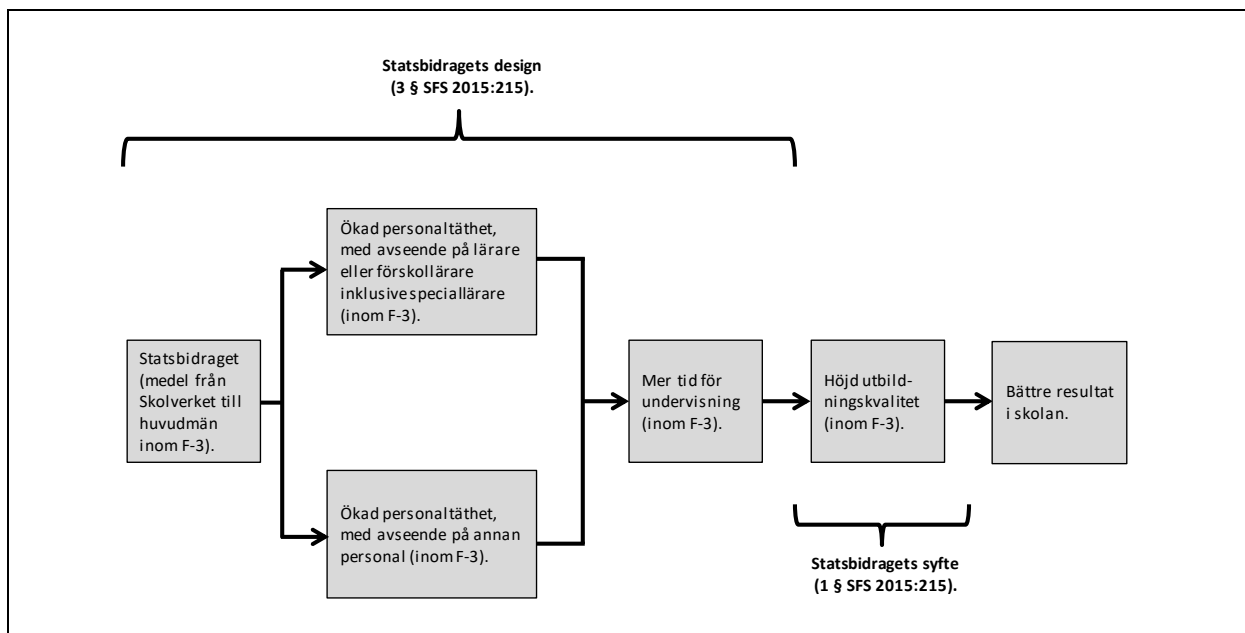 Statsbidragets design
(3 § SFS 2015:215).
Ökad personaltäthet,
med avseende på lärare
eller förskollärare
inklusive speciallärare
(inom F-3).
Statsbidraget
(medel från
Skolverket till
huvudmän
inom F-3).
Mer tid för
undervisning
(inom F-3).
Höjd utbild-
ningskvalitet
(inom F-3).
Bättre resultat
i skolan.
Ökad personaltäthet,
med avseende på annan
personal (inom F-3).
Statsbidragets syfte
(1 § SFS 2015:215).